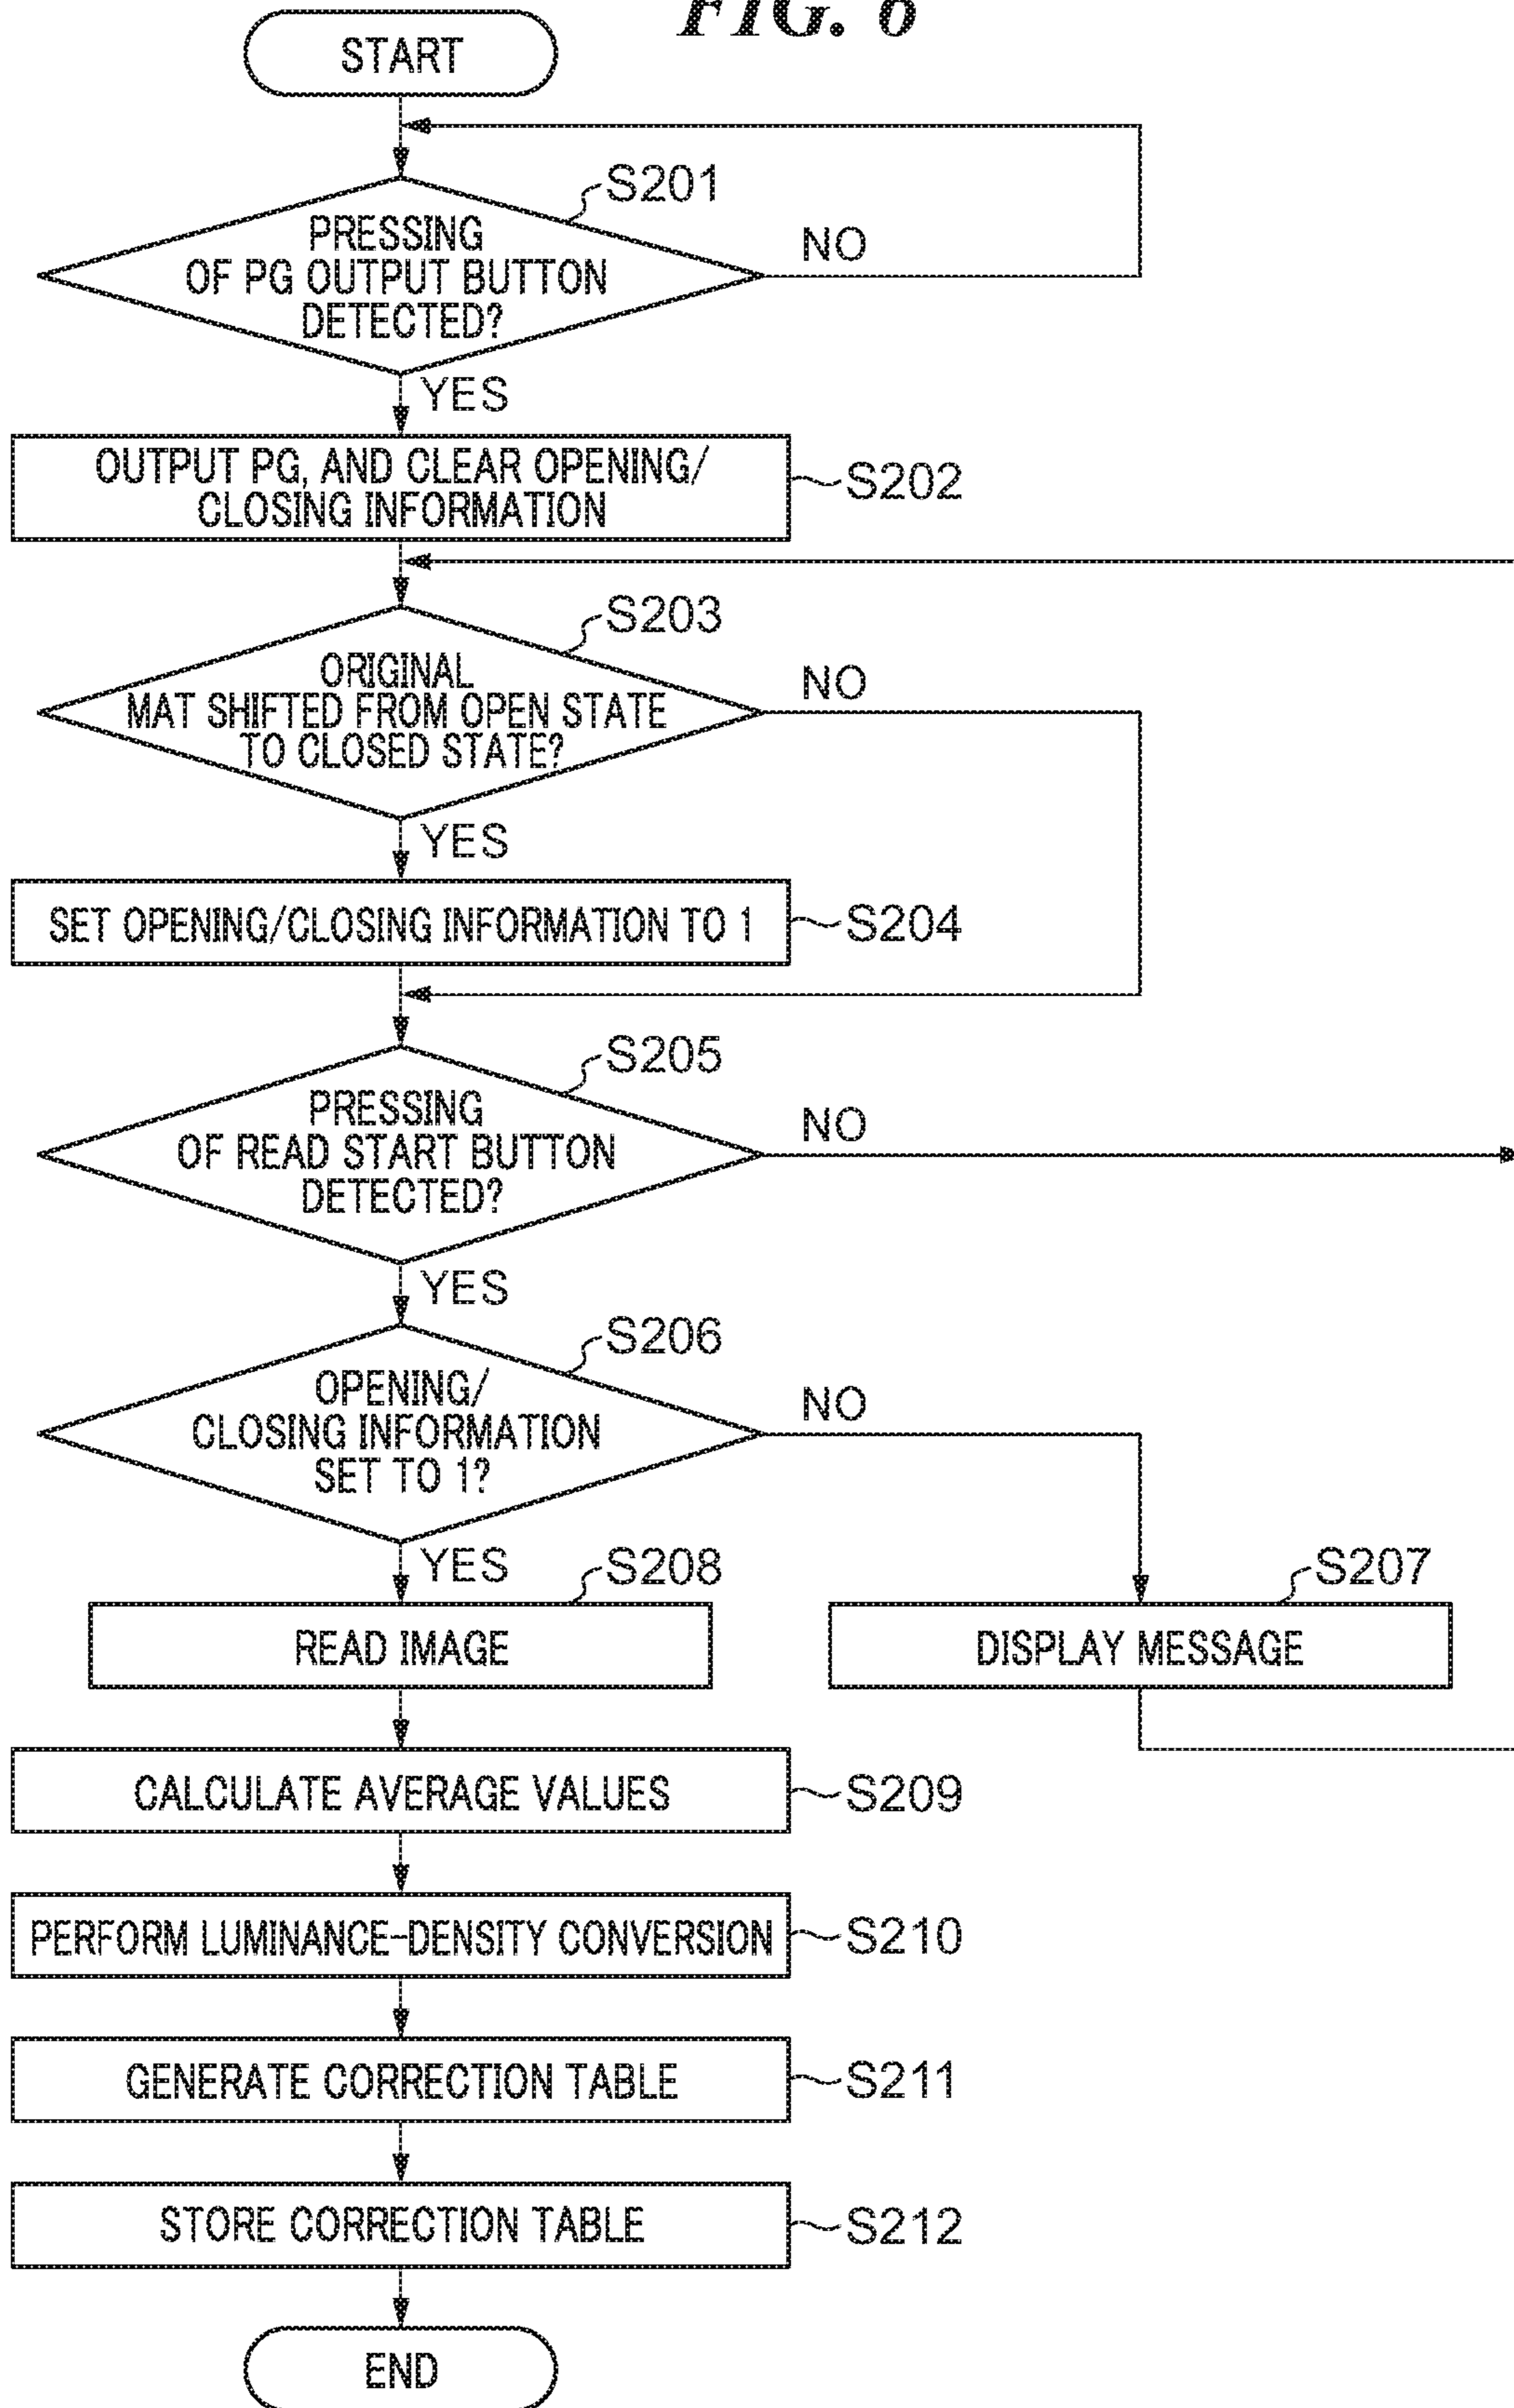 FIG. 6
START
S201
PRESSING
OF PG OUTPUT BUTTON
DETECTED?
NO
YES
OUTPUT PG, AND CLEAR OPENING/
CLOSING INFORMATION
S202
S203
ORIGINAL
MAT SHIFTED FROM OPEN STATE
TO CLOSED STATE?
NO
YES
SET OPENING/CLOSING INFORMATION TO 1
S204
S205
PRESSING
OF READ START BUTTON
DETECTED?
NO
YES
S206
OPENING/
CLOSING INFORMATION
SET TO 1?
NO
YES
S208
S207
READ IMAGE
DISPLAY MESSAGE
CALCULATE AVERAGE VALUES
S209
PERFORM LUMINANCE-DENSITY CONVERSION
S210
GENERATE CORRECTION TABLE
S211
STORE CORRECTION TABLE
S212
END